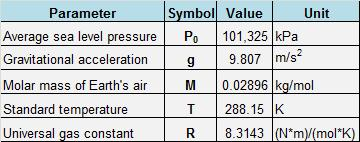 Parameter Symbol Value Unit
Average sea level pressure P₀ 101,325 kPa
Gravitational acceleration g 9.807 m/s²
Molar mass of Earth's air M 0.02896 kg/mol
Standard temperature T 288.15 K
Universal gas constant R 8.3143 (N*m)/(mol*K)